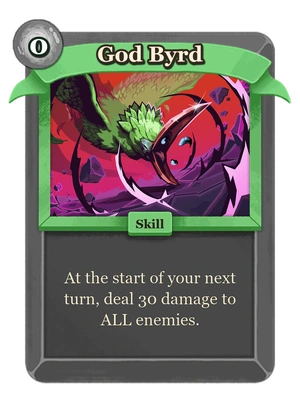 0
God Byrd
Skill
At the start of your next
turn, deal 30 damage to
ALL enemies.